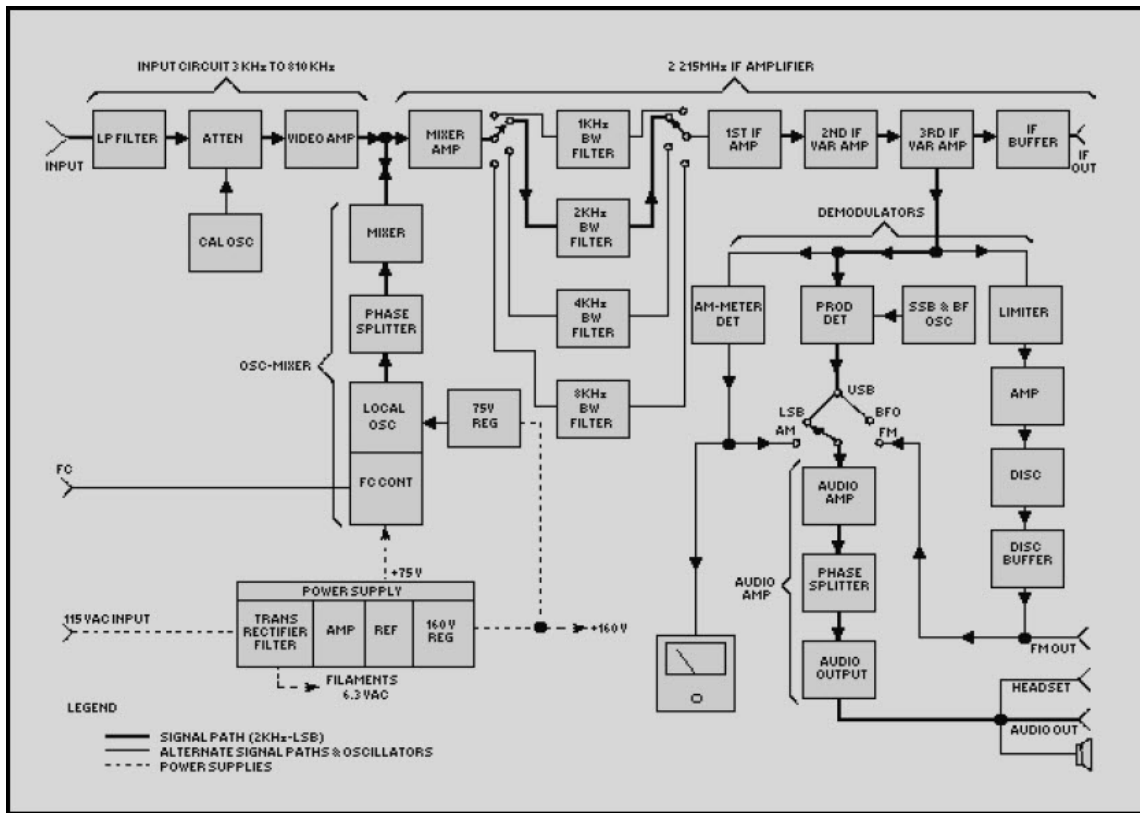 INPUT CIRCUIT 3 KHz TO 810 KHz
2 215MHz IF AMPLIFIER
INPUT
LP FILTER
ATTEN
VIDEO AMP
MIXER
AMP
1KHz
BW
FILTER
1ST IF
AMP
2ND IF
VAR AMP
3RD IF
VAR AMP
IF
BUFFER
IF
OUT
CAL OSC
MIXER
2KHz
BW
FILTER
DEMODULATORS
PHASE
SPLITTER
4KHz
BW
FILTER
AM-METER
DET
PROD
DET
SSB & BF
OSC
LIMITER
OSC-MIXER
LOCAL
OSC
75V
REG
8KHz
BW
FILTER
USB
LSB
BFO
AM
FM
AMP
FC
FC CONT
AUDIO
AMP
DISC
+75 V
AUDIO
AMP
PHASE
SPLITTER
DISC
BUFFER
POWER SUPPLY
115 VAC INPUT
TRANS
RECTIFIER
FILTER
AMP
REF
160 V
REG
+160 V
FILAMENTS
6.3 VAC
AUDIO
OUTPUT
FM OUT
HEADSET
AUDIO OUT
LEGEND
SIGNAL PATH (2KHz-LSB)
ALTERNATE SIGNAL PATHS & OSCILLATORS
POWER SUPPLIES